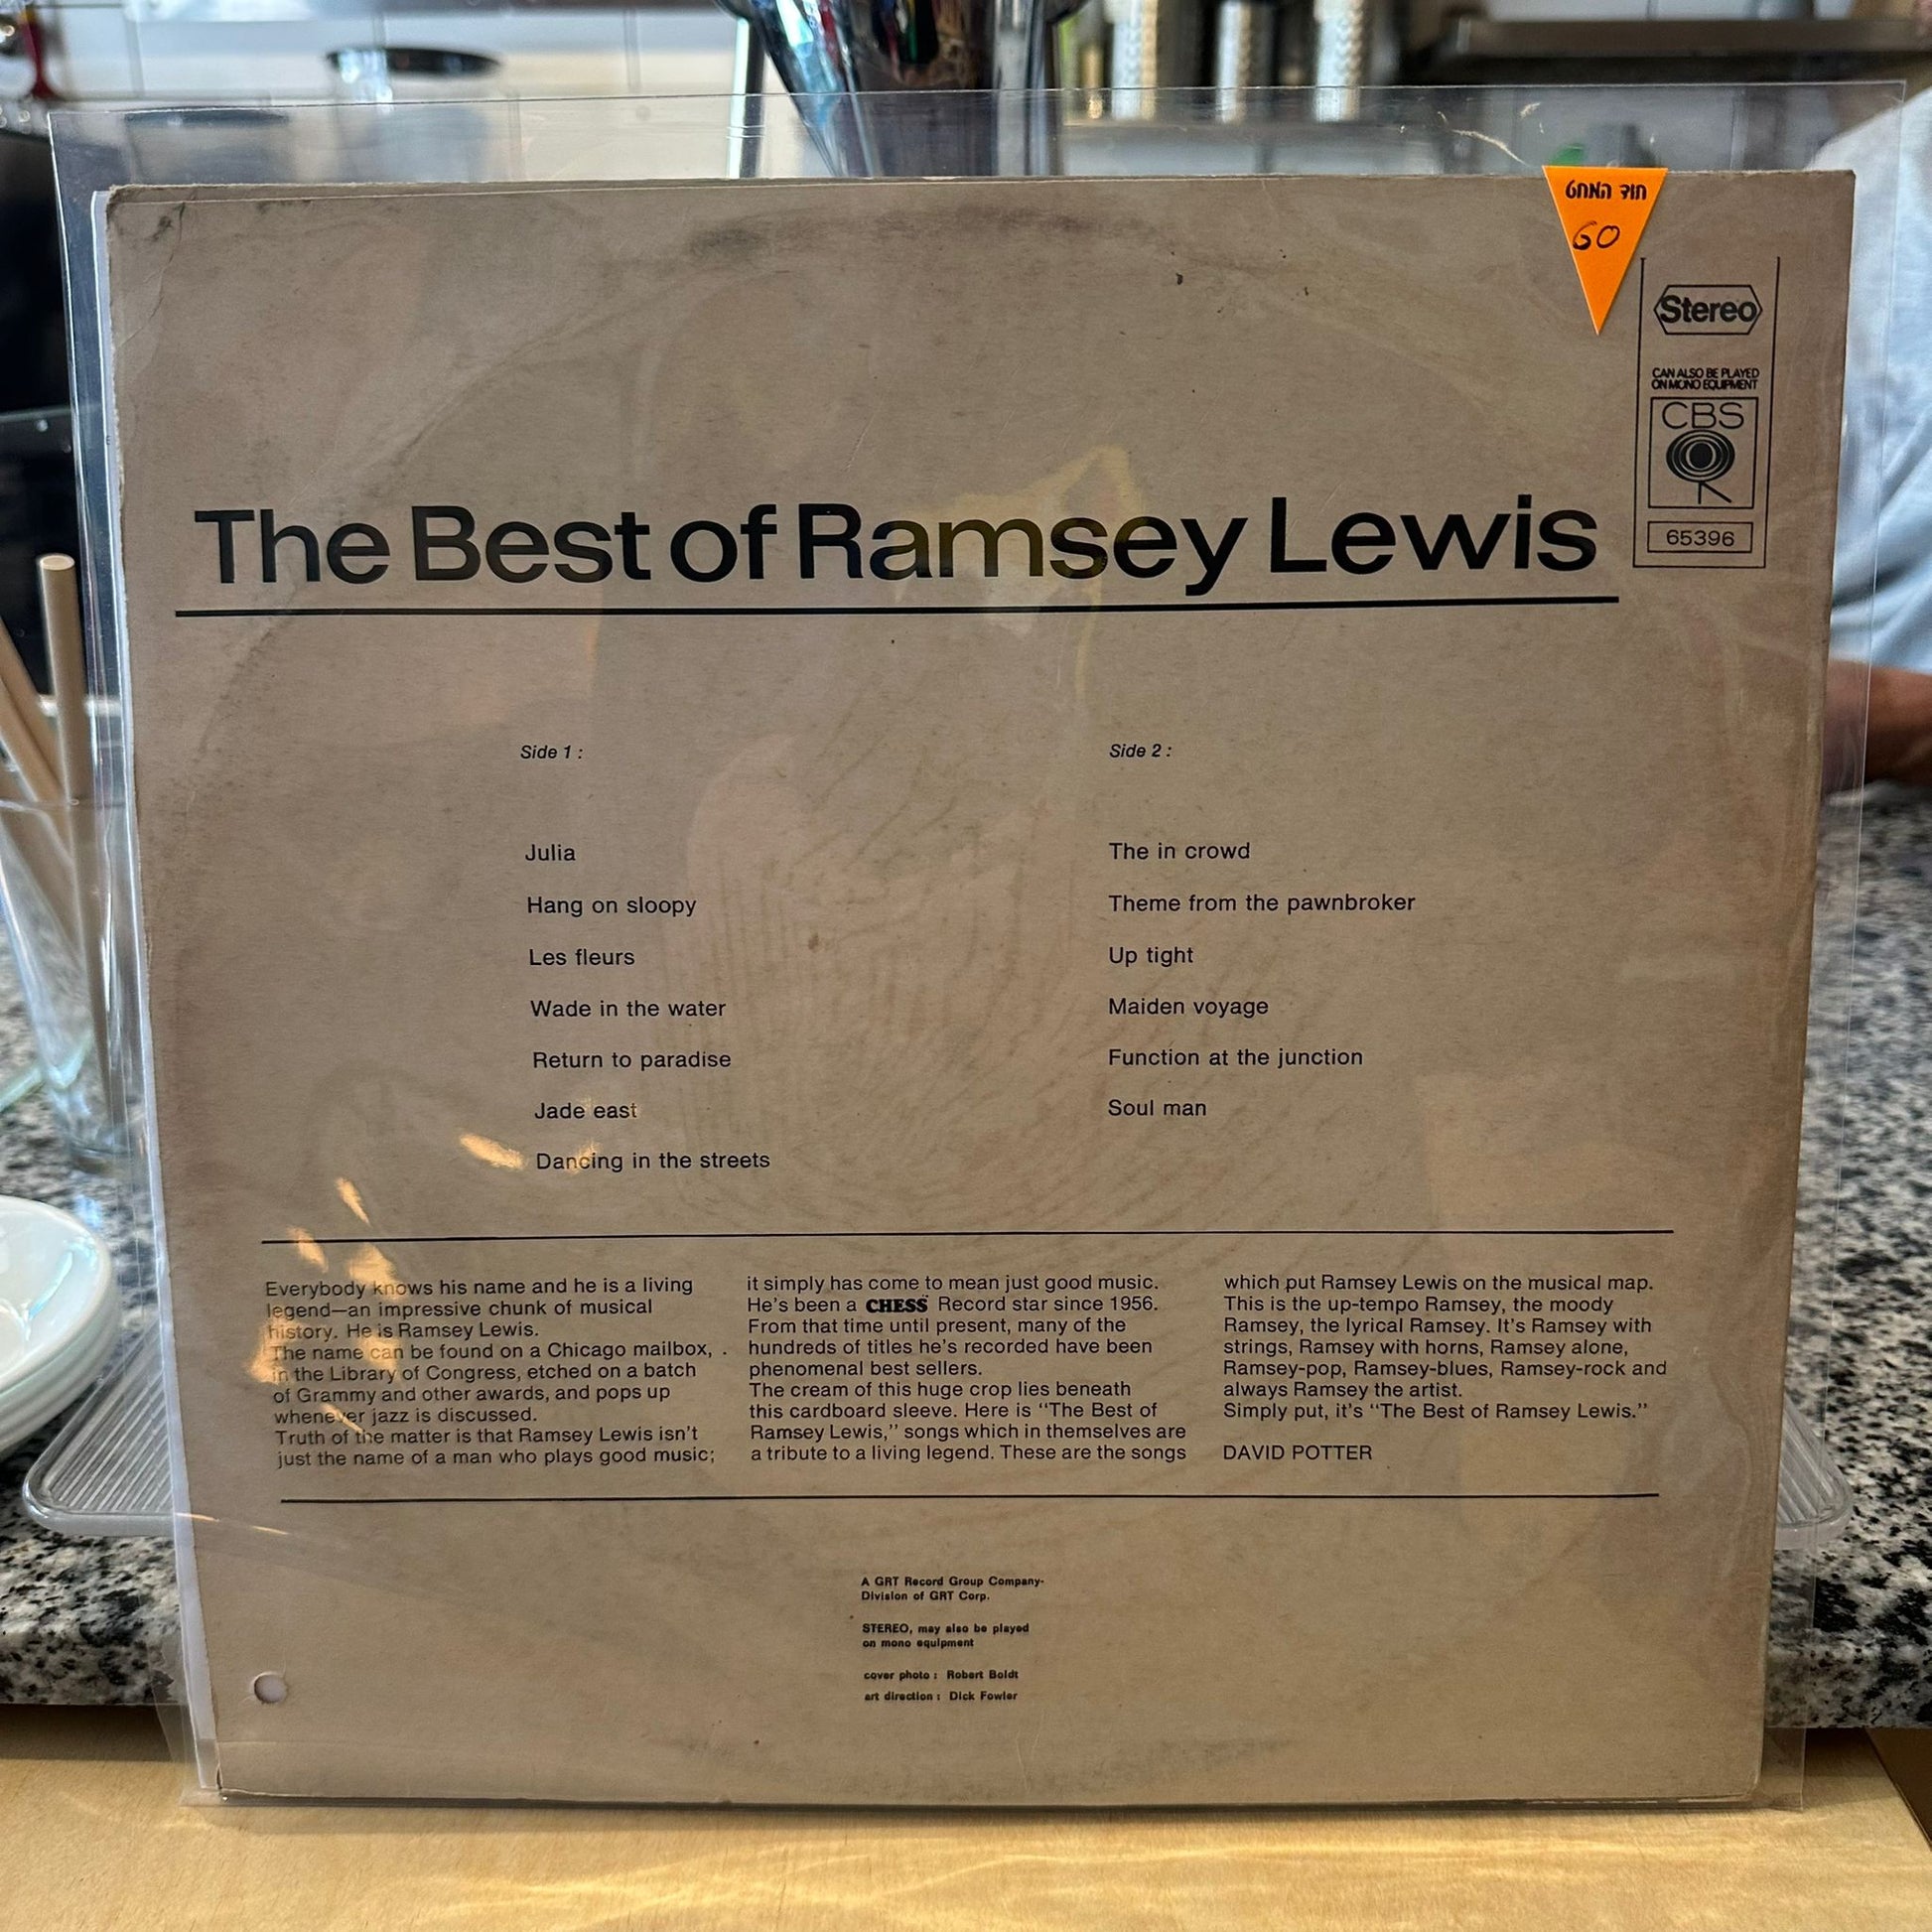 חוד המחט
60
Stereo
CAN ALSO BE PLAYED
ON MONO EQUIPMENT
CBS
65396
The Best of Ramsey Lewis
Side 1 :
Julia
Hang on sloopy
Les fleurs
Wade in the water
Return to paradise
Jade east
Dancing in the streets
Side 2 :
The in crowd
Theme from the pawnbroker
Up tight
Maiden voyage
Function at the junction
Soul man
Everybody knows his name and he is a living
legend—an impressive chunk of musical
history. He is Ramsey Lewis.
The name can be found on a Chicago mailbox,
in the Library of Congress, etched on a batch
of Grammy and other awards, and pops up
whenever jazz is discussed.
Truth of the matter is that Ramsey Lewis isn't
just the name of a man who plays good music;
it simply has come to mean just good music.
He's been a CHESS Record star since 1956.
From that time until present, many of the
hundreds of titles he's recorded have been
phenomenal best sellers.
The cream of this huge crop lies beneath
this cardboard sleeve. Here is "The Best of
Ramsey Lewis," songs which in themselves are
a tribute to a living legend. These are the songs
which put Ramsey Lewis on the musical map.
This is the up-tempo Ramsey, the moody
Ramsey, the lyrical Ramsey. It's Ramsey with
strings, Ramsey with horns, Ramsey alone,
Ramsey-pop, Ramsey-blues, Ramsey-rock and
always Ramsey the artist.
Simply put, it's "The Best of Ramsey Lewis."
DAVID POTTER
A GRT Record Group Company-
Division of GRT Corp.
STEREO, may also be played
on mono equipment
cover photo : Robert Boldt
art direction : Dick Fowler